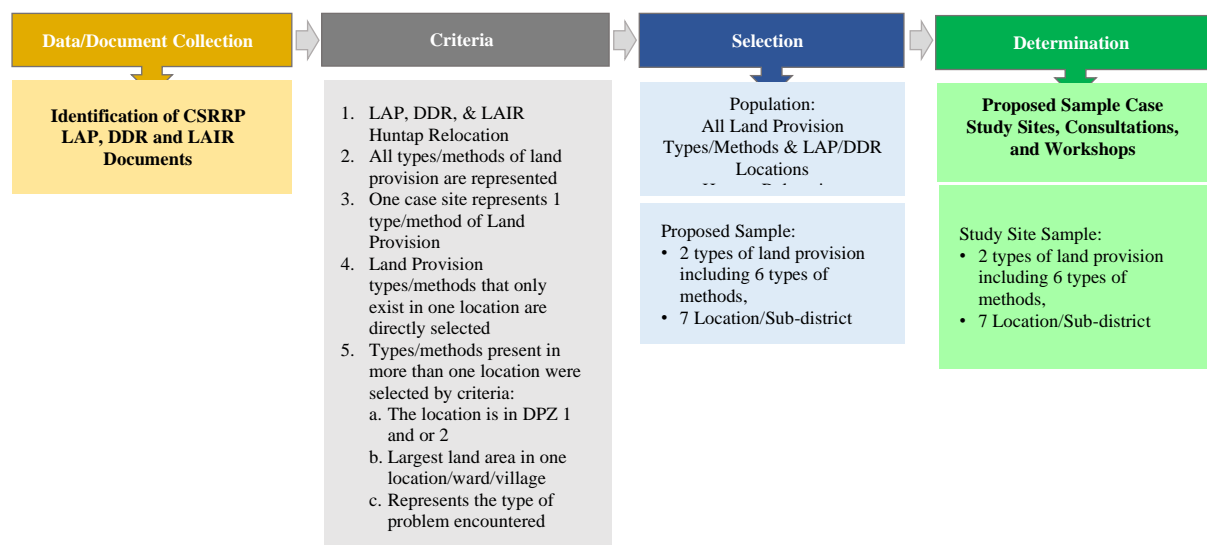 Data/Document Collection
Identification of CSRRP
LAP, DDR and LAIR
Documents
Criteria
1. LAP, DDR, & LAIR
Huntap Relocation
2. All types/methods of land
provision are represented
3. One case site represents 1
type/method of Land
Provision
4. Land Provision
types/methods that only
exist in one location are
directly selected
5. Types/methods present in
more than one location were
selected by criteria:
a. The location is in DPZ 1
and or 2
b. Largest land area in one
location/ward/village
c. Represents the type of
problem encountered
Selection
Population:
All Land Provision
Types/Methods & LAP/DDR
Locations
Proposed Sample:
• 2 types of land provision
including 6 types of
methods,
• 7 Location/Sub-district
Determination
Proposed Sample Case
Study Sites, Consultations,
and Workshops
Study Site Sample:
• 2 types of land provision
including 6 types of
methods,
• 7 Location/Sub-district